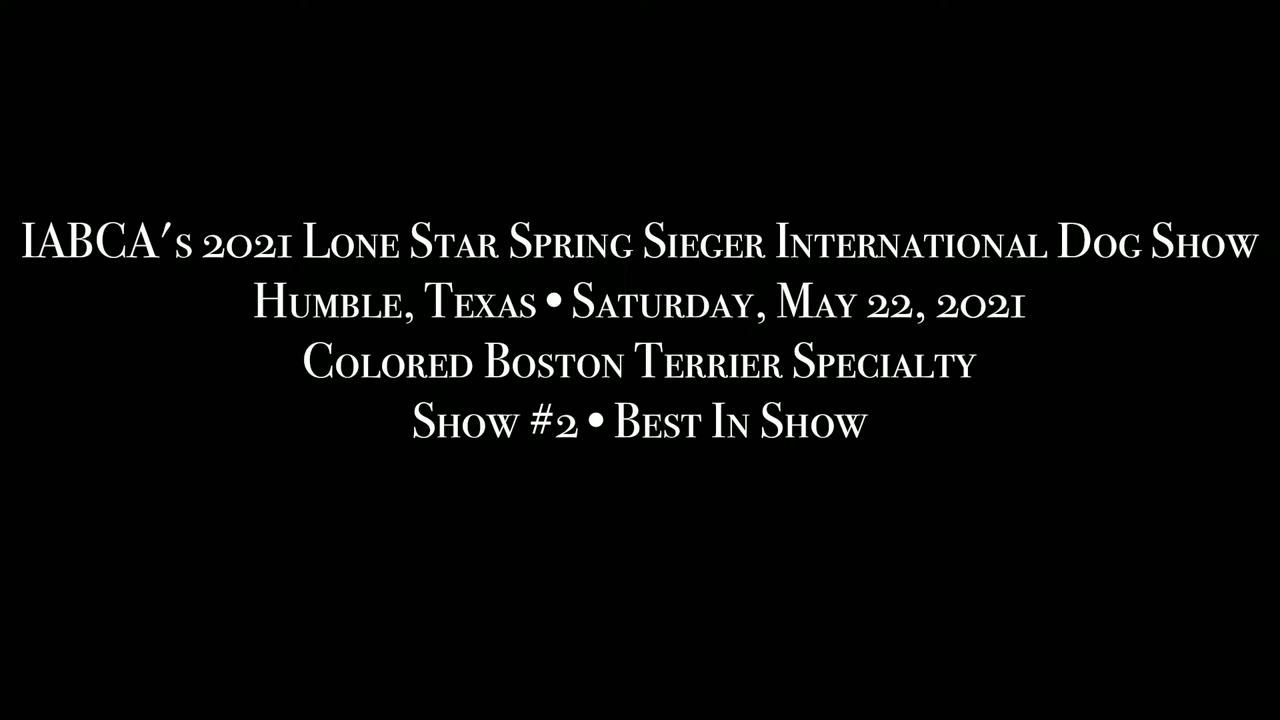 IABCA's 2021 Lone Star Spring Sieger International Dog Show
Humble, Texas • Saturday, May 22, 2021
Colored Boston Terrier Specialty
Show #2 • Best In Show